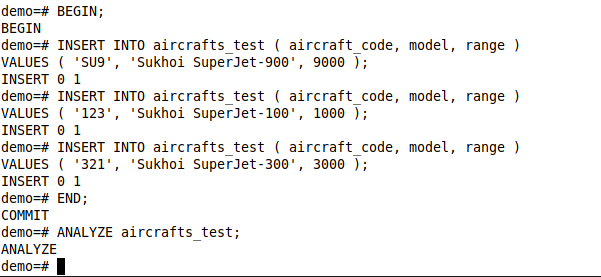 demo=# BEGIN;
BEGIN
demo=# INSERT INTO aircrafts_test ( aircraft_code, model, range )
VALUES ( 'SU9', 'Sukhoi SuperJet-900', 9000 );
INSERT 0 1
demo=# INSERT INTO aircrafts_test ( aircraft_code, model, range )
VALUES ( '123', 'Sukhoi SuperJet-100', 1000 );
INSERT 0 1
demo=# INSERT INTO aircrafts_test ( aircraft_code, model, range )
VALUES ( '321', 'Sukhoi SuperJet-300', 3000 );
INSERT 0 1
demo=# END;
COMMIT
demo=# ANALYZE aircrafts_test;
ANALYZE
demo=#